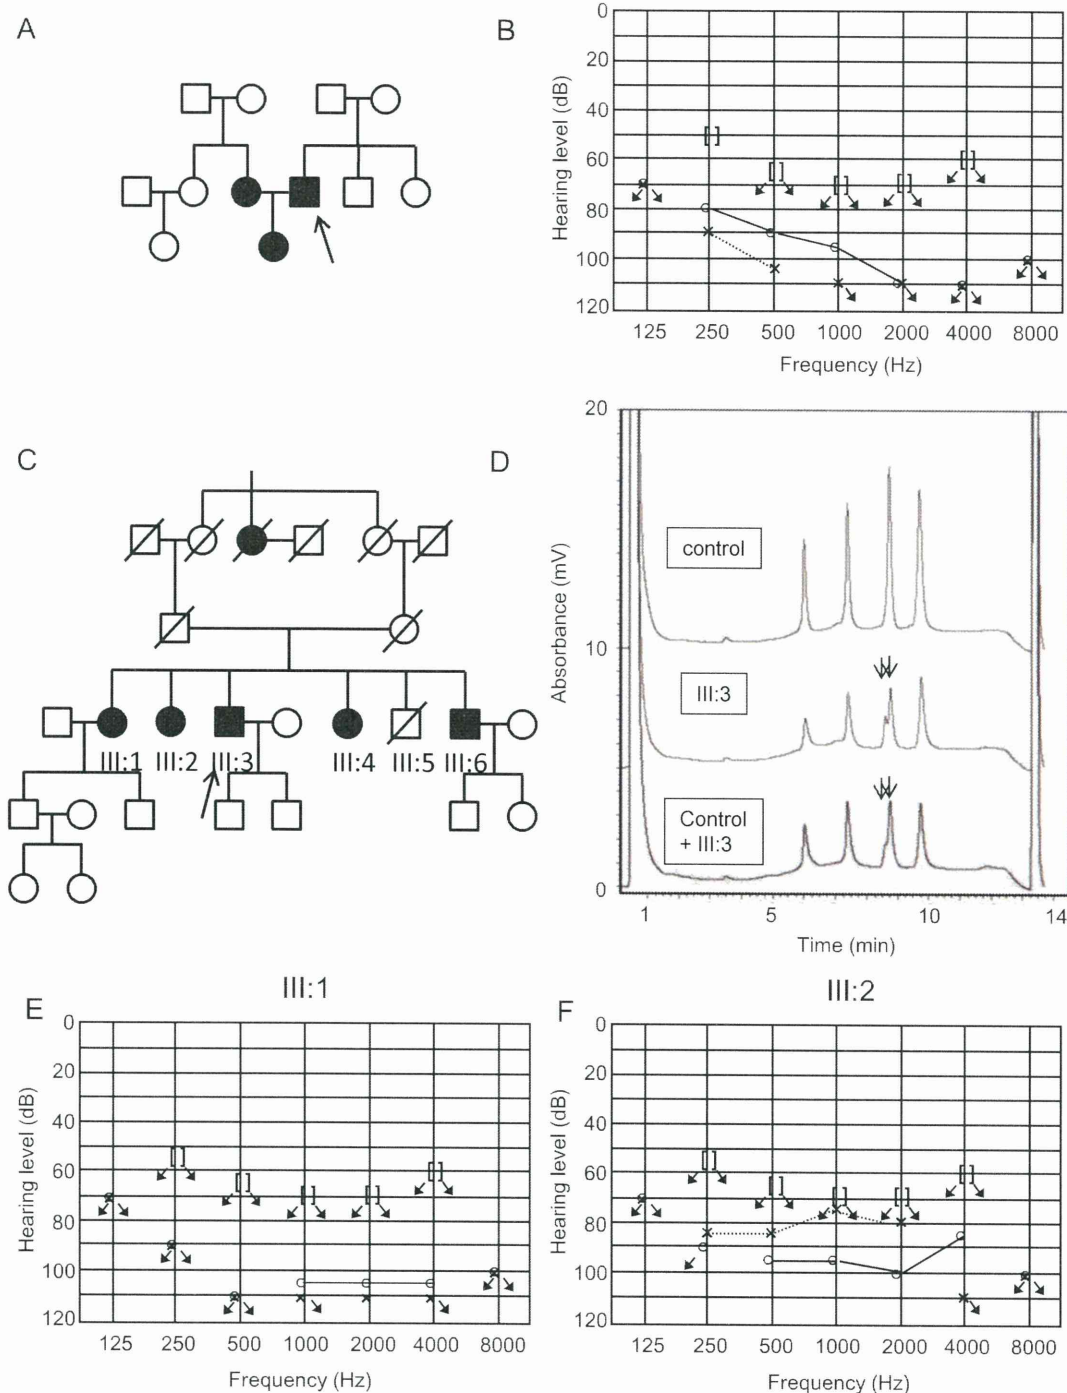 A
B
Hearing level (dB)
0
20
40
60
80
100
120
125 250 500 1000 2000 4000 8000
Frequency (Hz)
C
III:1 III:2 III:3 III:4 III:5 III:6
D
Absorbance (mV)
20
10
0
control
III:3
Control
+ III:3
1 5 10 14
Time (min)
III:1
E
Hearing level (dB)
0
20
40
60
80
100
120
125 250 500 1000 2000 4000 8000
Frequency (Hz)
III:2
F
Hearing level (dB)
0
20
40
60
80
100
120
125 250 500 1000 2000 4000 8000
Frequency (Hz)